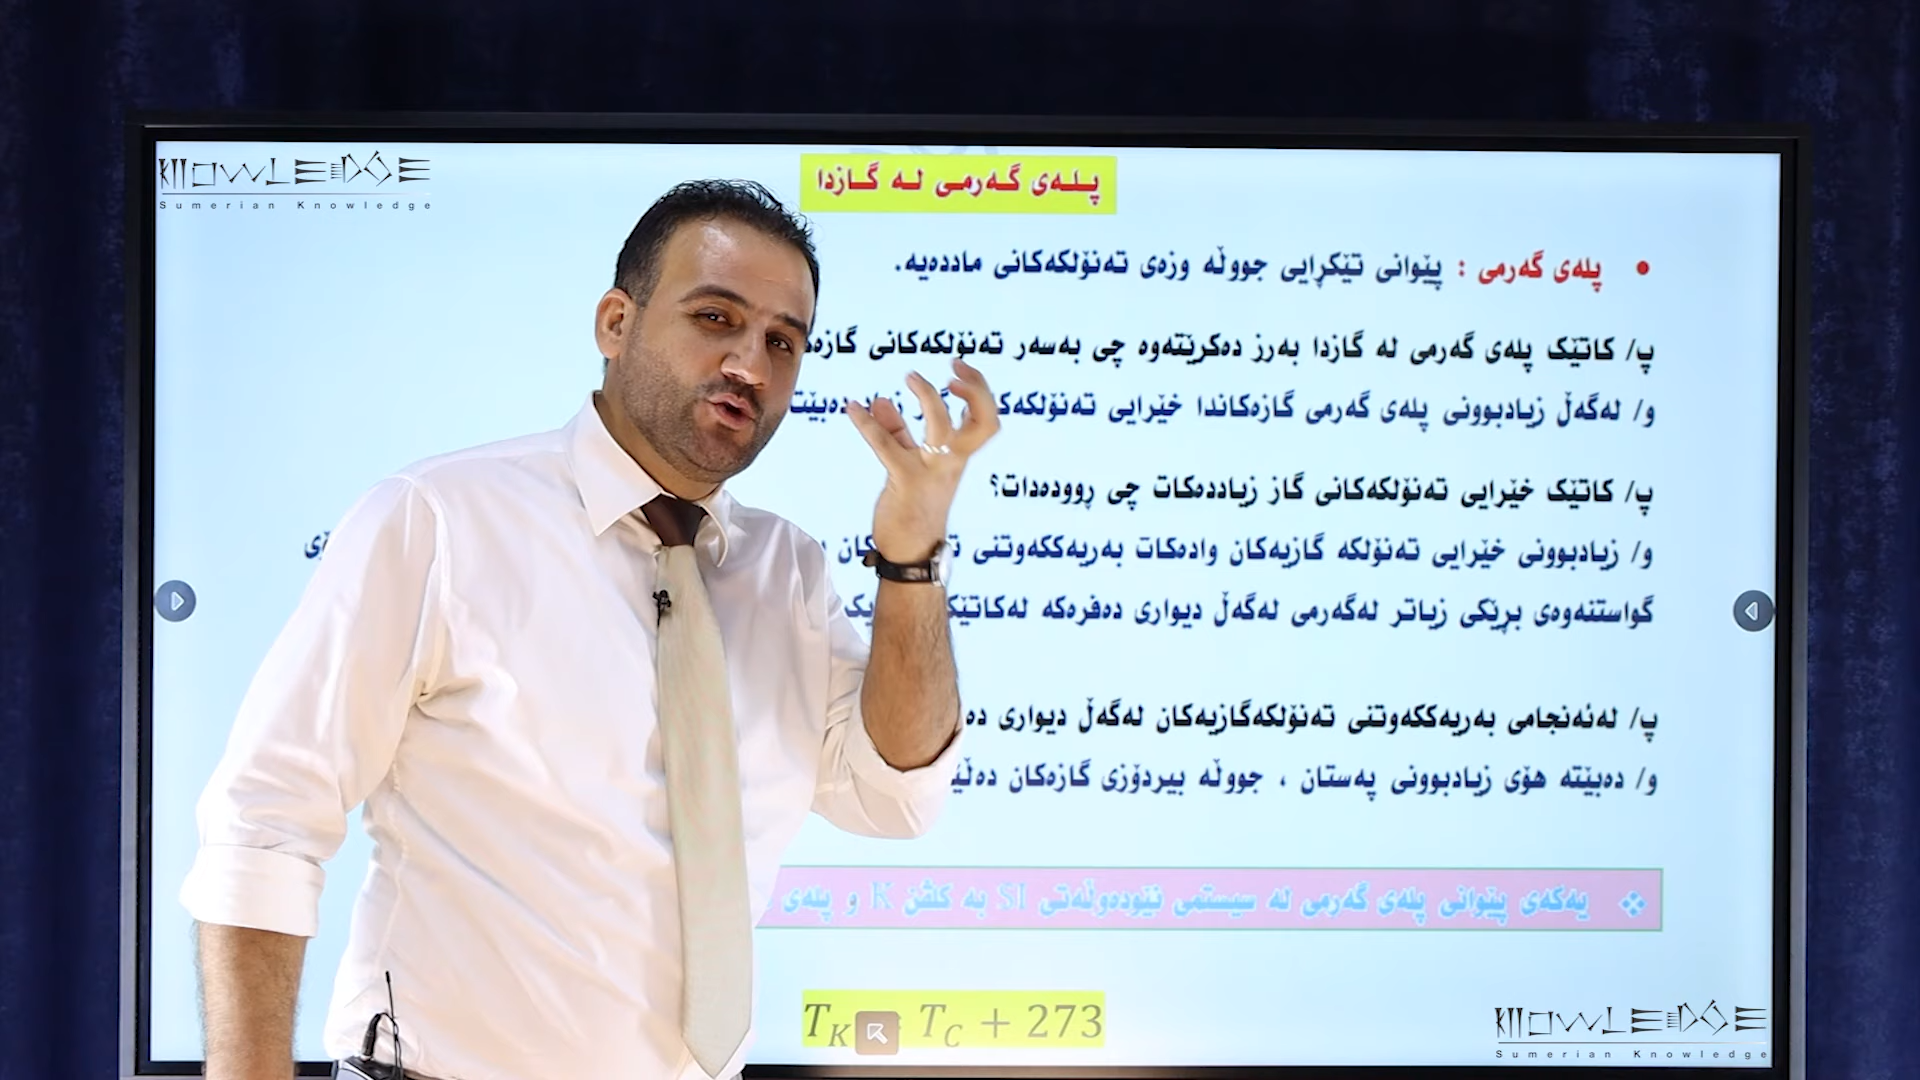 KNOWLEDGE
Sumerian Knowledge
پلەی گەرمی لە گازدا
• پلەی گەرمی : پێوانی تێکڕایی جووڵە وزەی تەنۆلکەکانی ماددەیە.
پ/ کاتێک پلەی گەرمی لە گازدا بەرز دەکرێتەوە چی بەسەر تەنۆلکەکانی
و/ لەگەڵ زیادبوونی پلەی گەرمی گازەکاندا خێرایی
پ/ کاتێک خێرایی تەنۆلکەکانی گاز زیاددەکات چی ڕوودەدات؟
و/ زیادبوونی خێرایی تەنۆلکە گازیەکان وادەکات بەریەککەوتنی
گواستنەوەی بڕێکی زیاتر لەگەرمی لەگەڵ دیواری دەفرەکە
پ/ لەئەنجامی بەریەککەوتنی تەنۆلکەگازیەکان لەگەڵ دیواری
و/ دەبێتە هۆی زیادبوونی پەستان ، جووڵە بیردۆزی گازەکان
❖ یەکەی پێوانی پلەی گەرمی لە سیستمی نێودەوڵەتی SI بە کلڤن K و پلەی
T_K = T_C + 273
KNOWLEDGE
Sumerian Knowledge